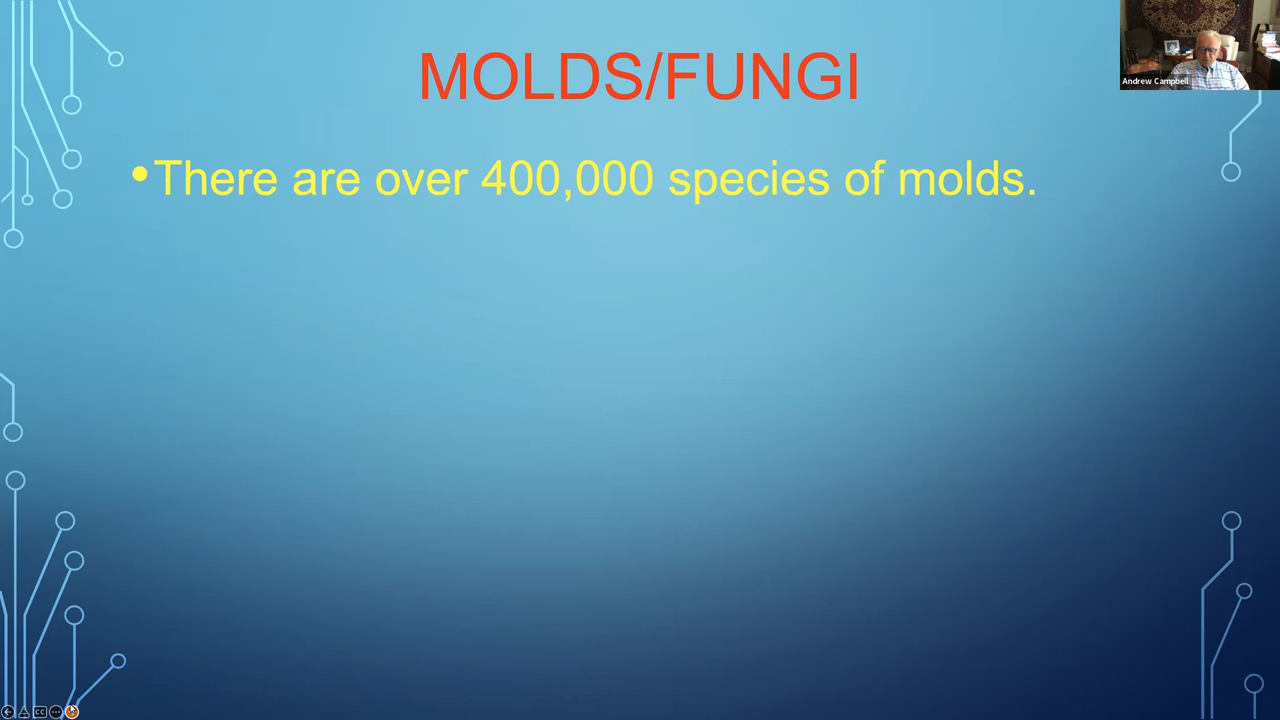 MOLDS/FUNGI
Andrew Campbell
•There are over 400,000 species of molds.